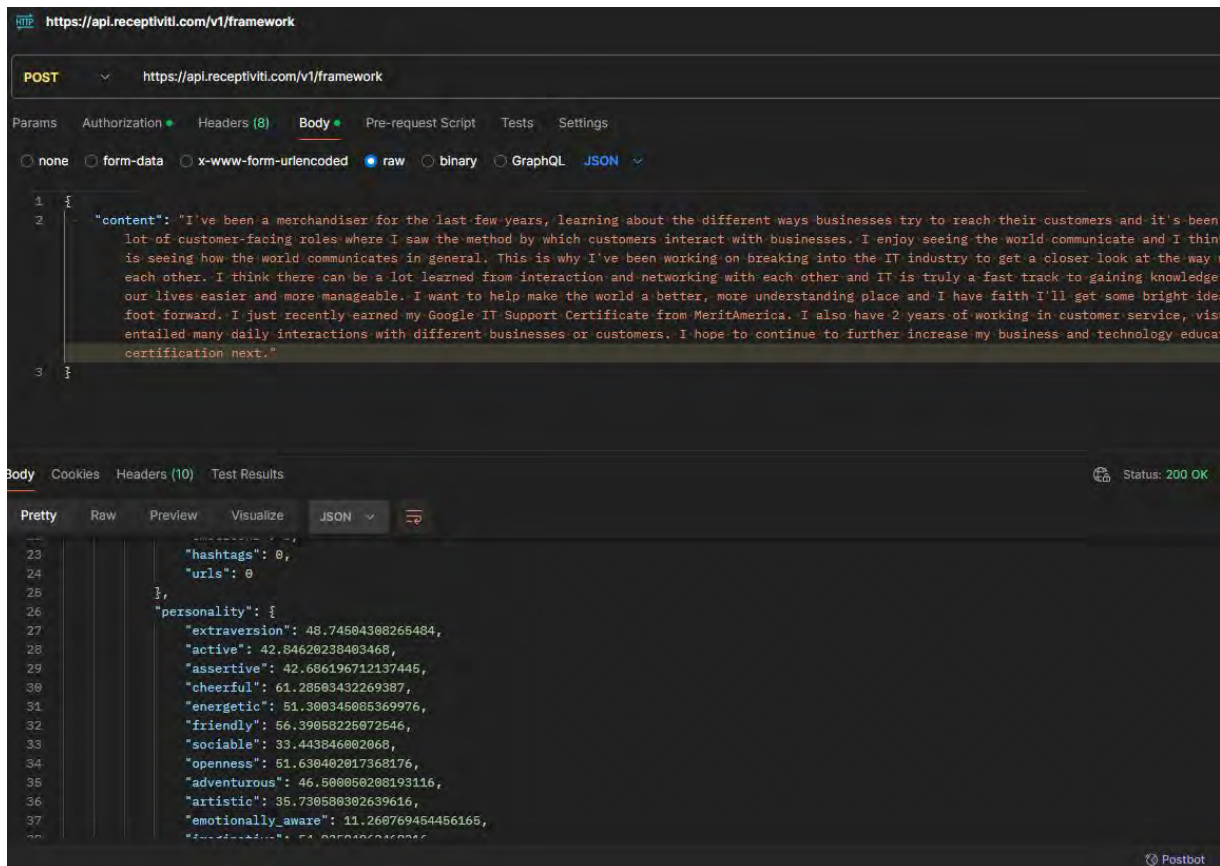 HTTP https://api.receptiviti.com/v1/framework
POST https://api.receptiviti.com/v1/framework
Params Authorization Headers (8) Body Pre-request Script Tests Settings
none form-data x-www-form-urlencoded raw binary GraphQL JSON
1 {
2 "content": "I've been a merchandiser for the last few years, learning about the different ways businesses try to reach their customers and it's been
lot of customer-facing roles where I saw the method by which customers interact with businesses. I enjoy seeing the world communicate and I
is seeing how the world communicates in general. This is why I've been working on breaking into the IT industry to get a closer look at the way
each other. I think there can be a lot learned from interaction and networking with each other and IT is truly a fast track to gaining knowledge
our lives easier and more manageable. I want to help make the world a better, more understanding place and I have faith I'll get some bright
foot forward. I just recently earned my Google IT Support Certificate from MeritAmerica. I also have 2 years of working in customer service,
entailed many daily interactions with different businesses or customers. I hope to continue to further increase my business and technology
certification next."
3 }
Body Cookies Headers (10) Test Results Status: 200 OK
Pretty Raw Preview Visualize JSON
23 "hashtags": 0,
24 "urls": 0
25 },
26 "personality": {
27 "extraversion": 48.74504308265484,
28 "active": 42.84620238403468,
29 "assertive": 42.686196712137445,
30 "cheerful": 61.28503432269387,
31 "energetic": 51.300345085369976,
32 "friendly": 56.39058225072546,
33 "sociable": 33.443846002068,
34 "openness": 51.630402017368176,
35 "adventurous": 46.500050208193116,
36 "artistic": 35.730580302639616,
37 "emotionally_aware": 11.260769454456165,
Postbot